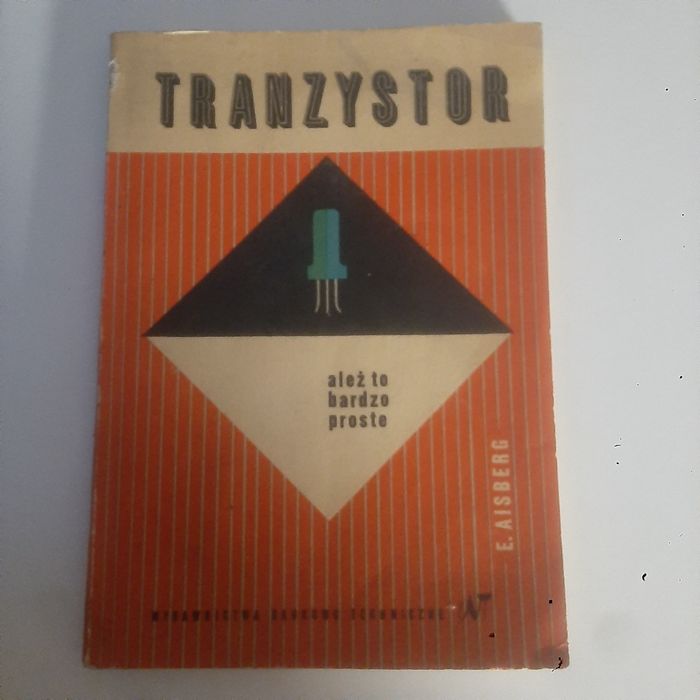 TRANZYSTOR
ależ to
bardzo
proste
E. AISBERG
WYDAWNICTWA NAUKOWO TECHNICZNE